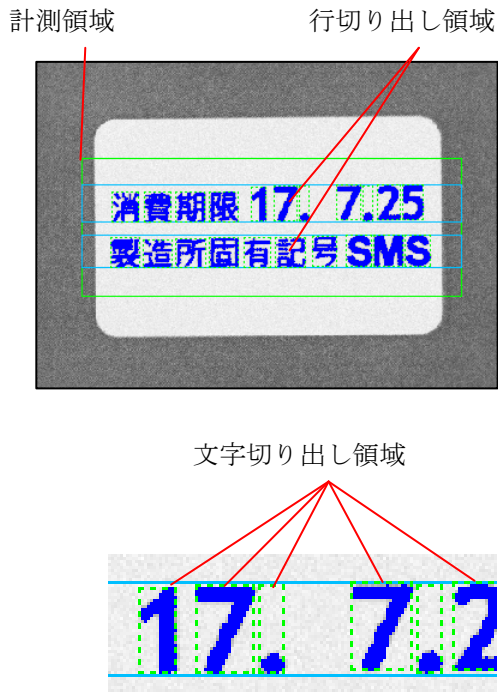 計測領域
行切り出し領域
消費期限 17. 7.25
製造所固有記号 SMS
文字切り出し領域
17. 7.2